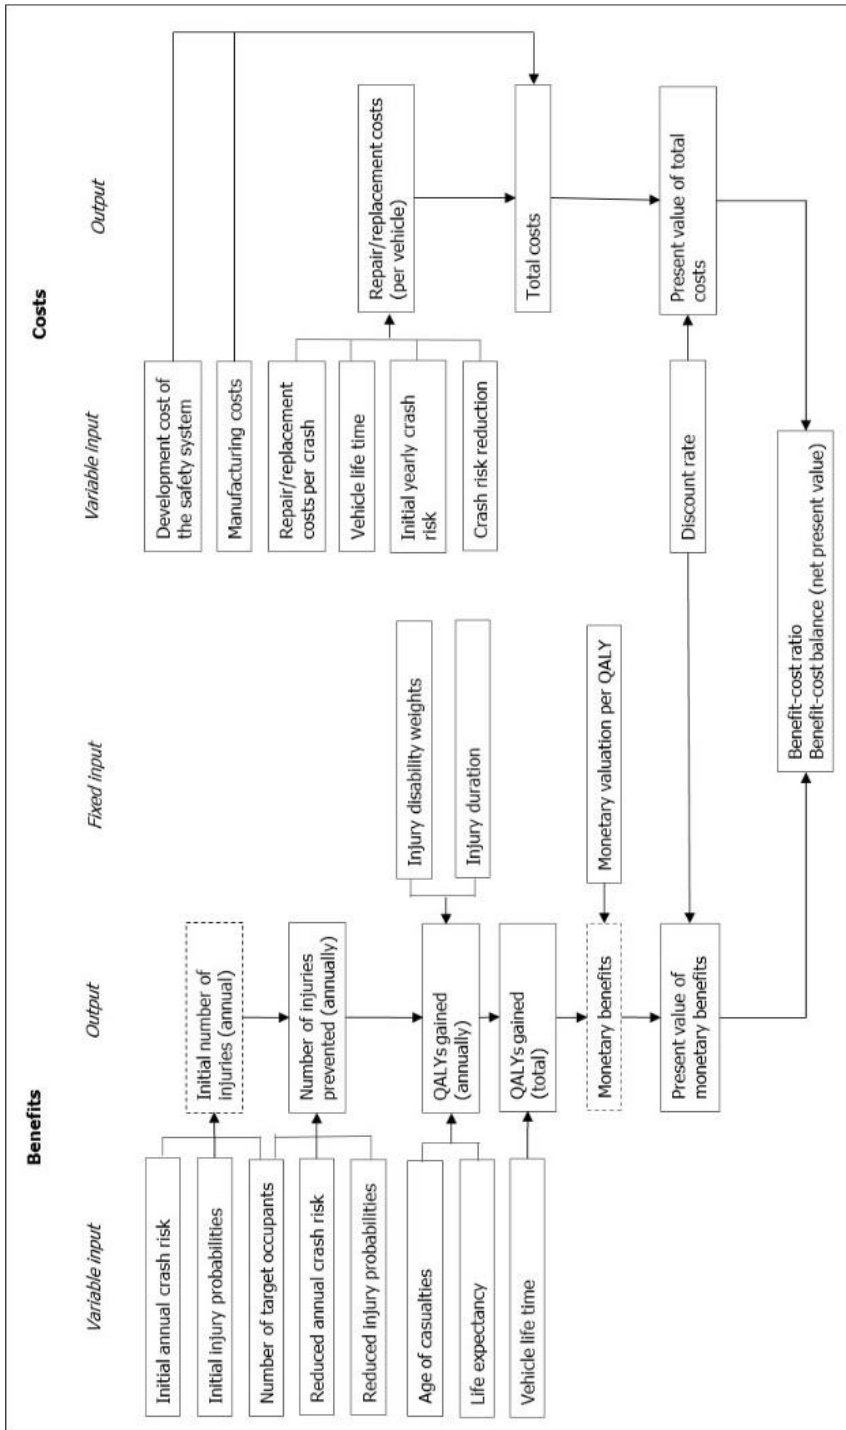 Benefits
Costs
Variable input
Output
Fixed input
Variable input
Output
Initial annual crash risk
Initial injury probabilities
Number of target occupants
Reduced annual crash risk
Reduced injury probabilities
Age of casualties
Life expectancy
Vehicle life time
Initial number of
injuries (annual)
Number of injuries
prevented (annually)
QALYs gained
(annually)
QALYs gained
(total)
Monetary benefits
Present value of
monetary benefits
Injury disability weights
Injury duration
Monetary valuation per QALY
Development cost of
the safety system
Manufacturing costs
Repair/replacement
costs per crash
Vehicle life time
Initial yearly crash
risk
Crash risk reduction
Discount rate
Repair/replacement costs
(per vehicle)
Total costs
Present value of total
costs
Benefit-cost ratio
Benefit-cost balance (net present value)